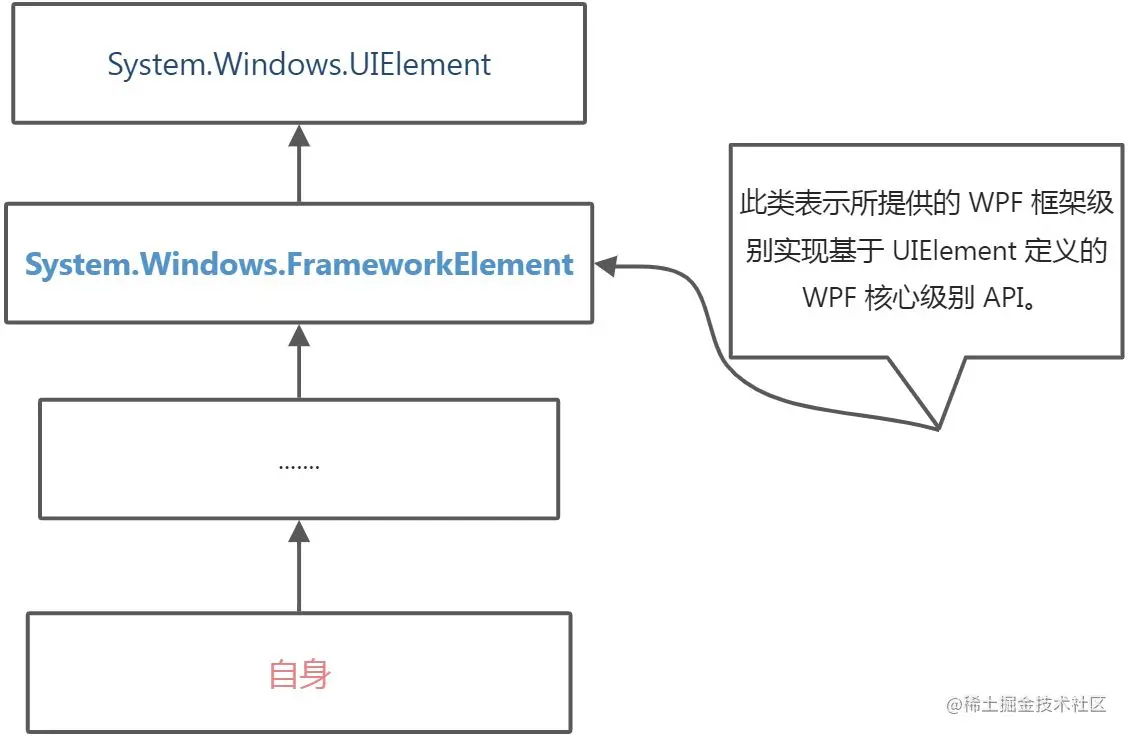 System.Windows.UIElement
System.Windows.FrameworkElement
此类表示所提供的 WPF 框架级
别实现基于 UIElement 定义的
WPF 核心级别 API。
.......
自身
@稀土掘金技术社区